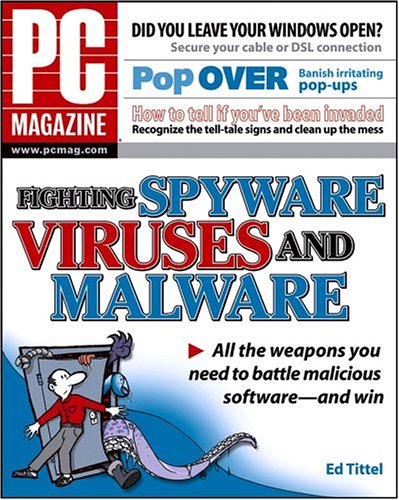 PC
MAGAZINE
www.pcmag.com
DID YOU LEAVE YOUR WINDOWS OPEN?
Secure your cable or DSL connection
Pop OVER Banish irritating
pop-ups
How to tell if you've been invaded
Recognize the tell-tale signs and clean up the mess
FIGHTING SPYWARE
VIRUSES AND
MALWARE
► All the weapons you
need to battle malicious
software—and win
Ed Tittel